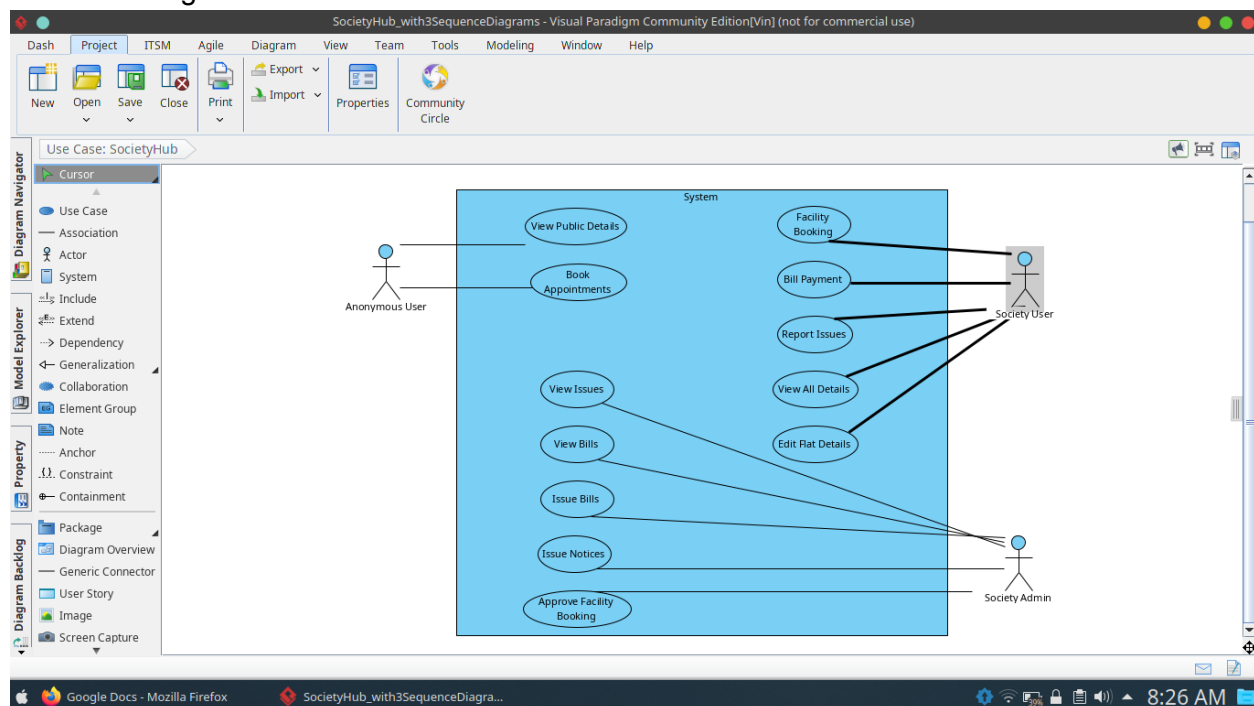 SocietyHub_with3SequenceDiagrams - Visual Paradigm Community Edition[Vin] (not for commercial use)
Dash Project ITSM Agile Diagram View Team Tools Modeling Window Help
New Open Save Close Print Export Import Properties Community
Circle
Use Case: SocietyHub
Diagram Navigator
Model Explorer
Property
Diagram Backlog
Cursor
Use Case
Association
Actor
System
Include
Extend
Dependency
Generalization
Collaboration
Element Group
Note
Anchor
Constraint
Containment
Package
Diagram Overview
Generic Connector
User Story
Image
Screen Capture
System
View Public Details
Book
Appointments
Anonymous User
Facility
Booking
Bill Payment
Report Issues
View All Details
Edit Flat Details
Society User
View Issues
View Bills
Issue Bills
Issue Notices
Approve Facility
Booking
Society Admin
Google Docs - Mozilla Firefox
SocietyHub_with3SequenceDiagra...
8:26 AM